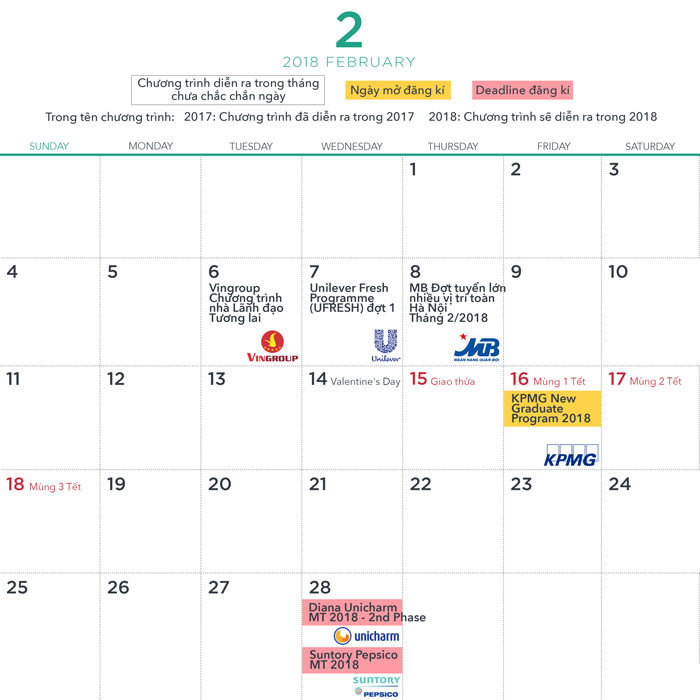 2
2018 FEBRUARY
Chương trình diễn ra trong tháng
chưa chắc chắn ngày
Ngày mở đăng kí
Deadline đăng kí
Trong tên chương trình: 2017: Chương trình đã diễn ra trong 2017 2018: Chương trình sẽ diễn ra trong 2018
SUNDAY MONDAY TUESDAY WEDNESDAY THURSDAY FRIDAY SATURDAY
1 2 3
4 5 6 7 8 9 10
Vingroup
Chương trình
nhà Lãnh đạo
Tương lai
VINGROUP
Unilever Fresh
Programme
(UFRESH) đợt 1
Unilever
MB Đợt tuyển lớn
nhiều vị trí toàn
Hà Nội
Tháng 2/2018
MB
NGÂN HÀNG QUÂN ĐỘI
11 12 13 14 Valentine's Day 15 Giao thừa 16 Mùng 1 Tết 17 Mùng 2 Tết
KPMG New
Graduate
Program 2018
KPMG
18 Mùng 3 Tết 19 20 21 22 23 24
25 26 27 28
Diana Unicharm
MT 2018 - 2nd Phase
unicharm
Suntory Pepsico
MT 2018
SUNTORY
PEPSICO